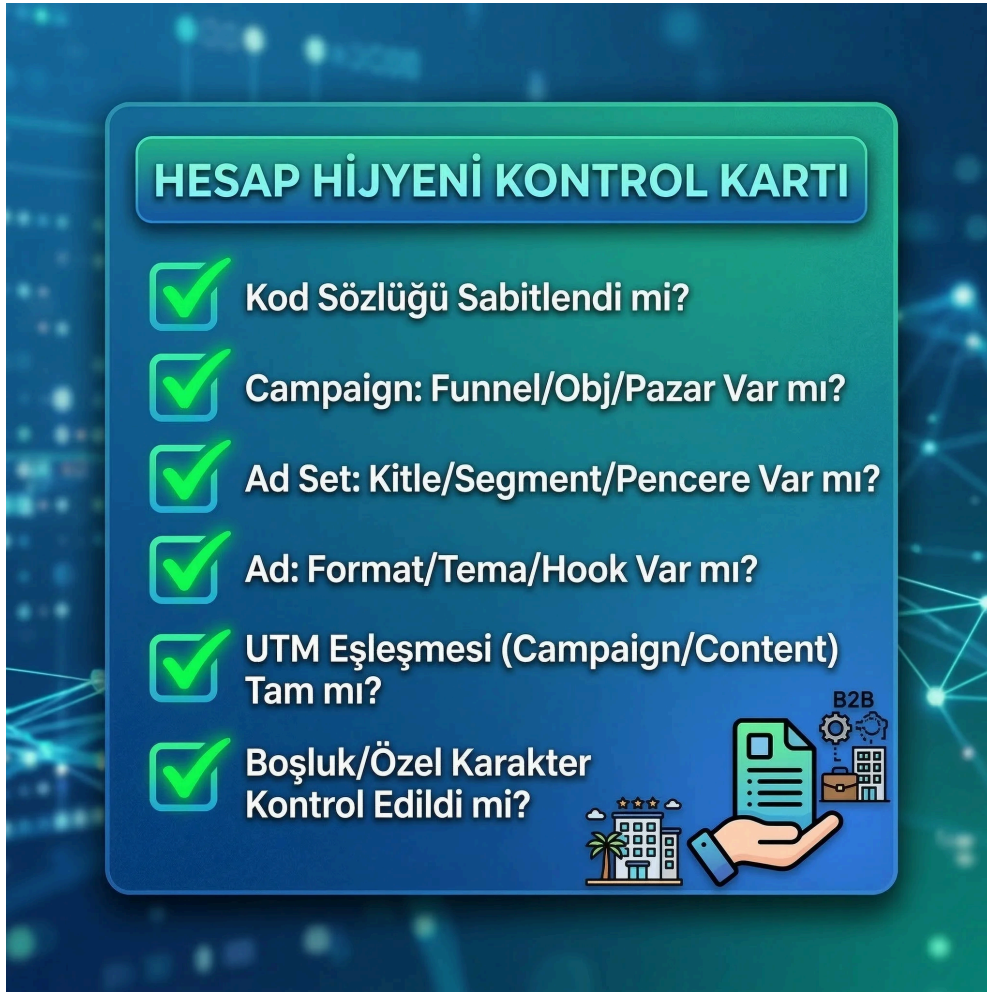 HESAP HİJYENİ KONTROL KARTI
Kod Sözlüğü Sabitlendi mi?
Campaign: Funnel/Obj/Pazar Var mı?
Ad Set: Kitle/Segment/Pencere Var mı?
Ad: Format/Tema/Hook Var mı?
UTM Eşleşmesi (Campaign/Content)
Tam mı?
Boşluk/Özel Karakter
Kontrol Edildi mi?
B2B